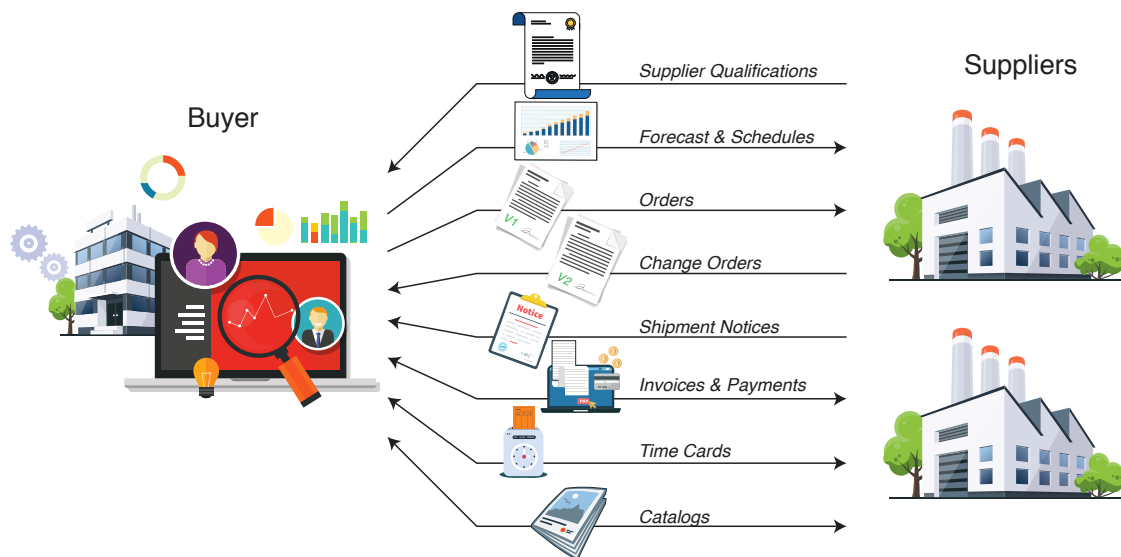 Supplier Qualifications
Suppliers
Buyer
Forecast & Schedules
V1
Orders
V2
Change Orders
Notice
Shipment Notices
Invoices & Payments
PAY
Time Cards
Catalogs